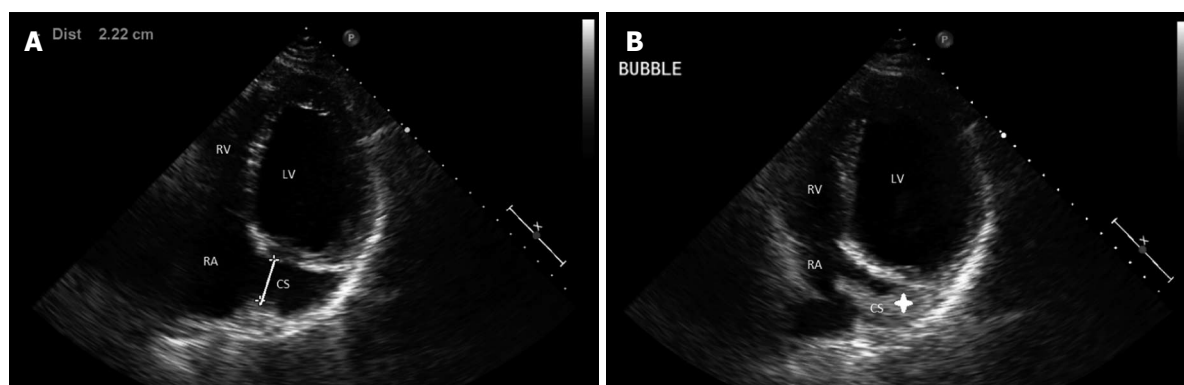 A Dist 2.22 cm
P
RV
LV
RA
CS
B
P
BUBBLE
RV
LV
RA
CS